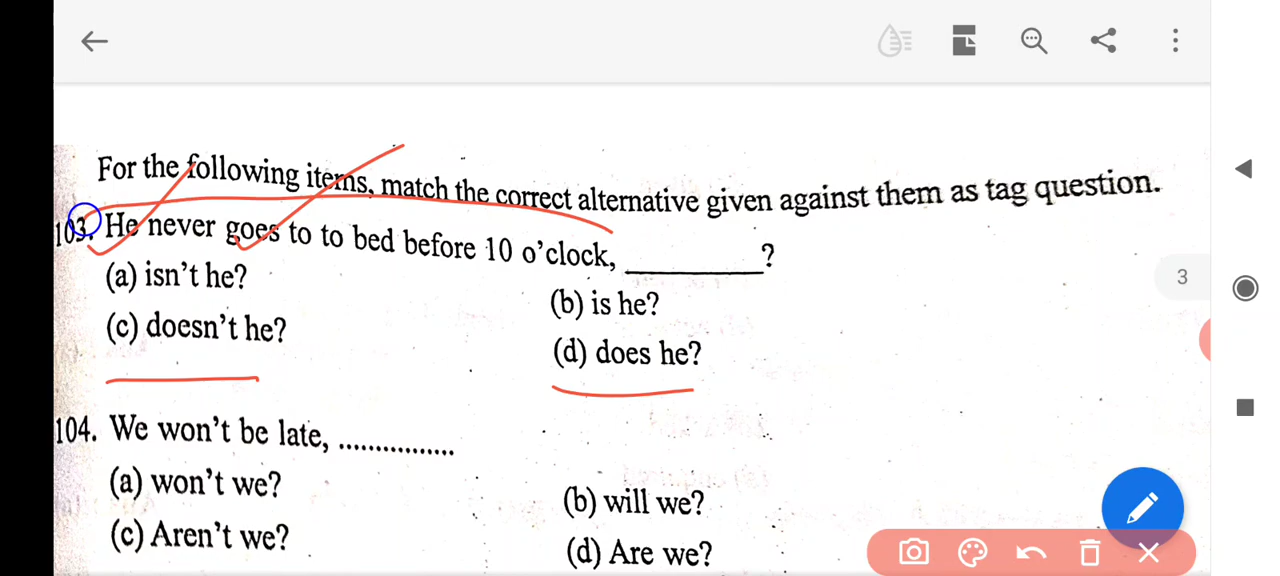 For the following items, match the correct alternative given against them as tag question.
103. He never goes to to bed before 10 o'clock, __________?
(a) isn't he?
(b) is he?
(c) doesn't he?
(d) does he?
3
104. We won't be late, ................
(a) won't we?
(b) will we?
(c) Aren't we?
(d) Are we?